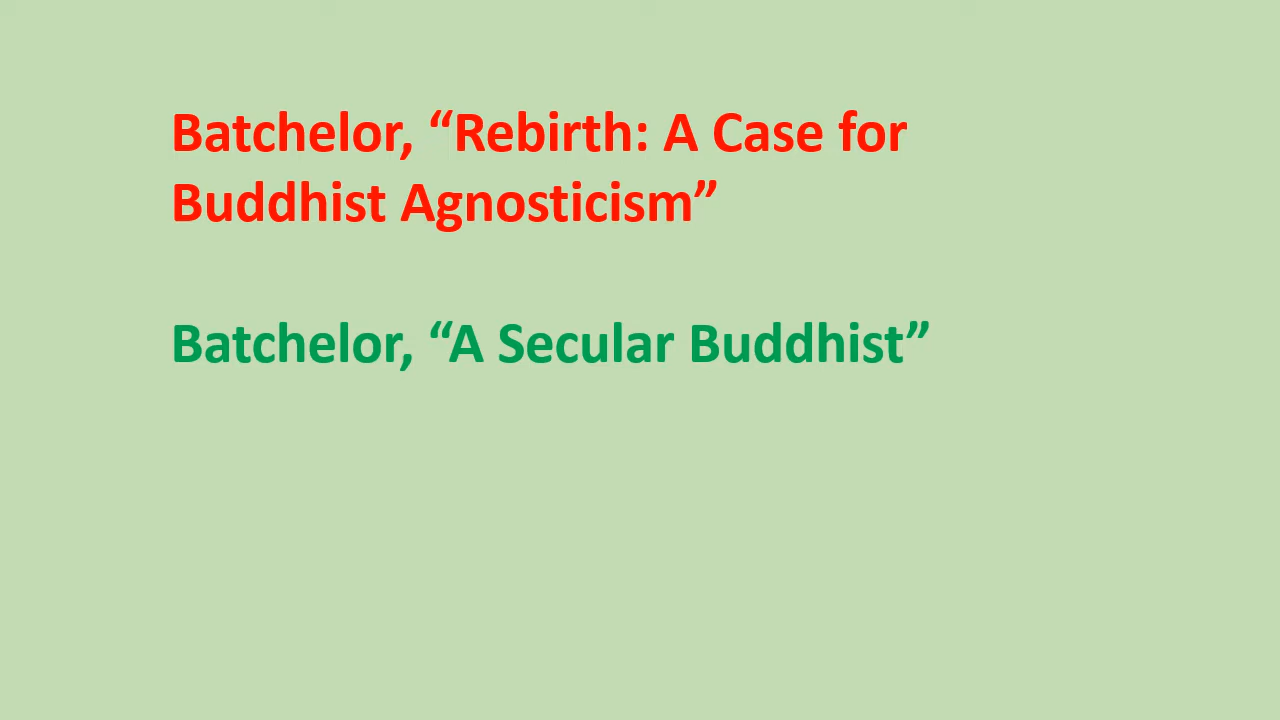 Batchelor, “Rebirth: A Case for
Buddhist Agnosticism”
Batchelor, “A Secular Buddhist”